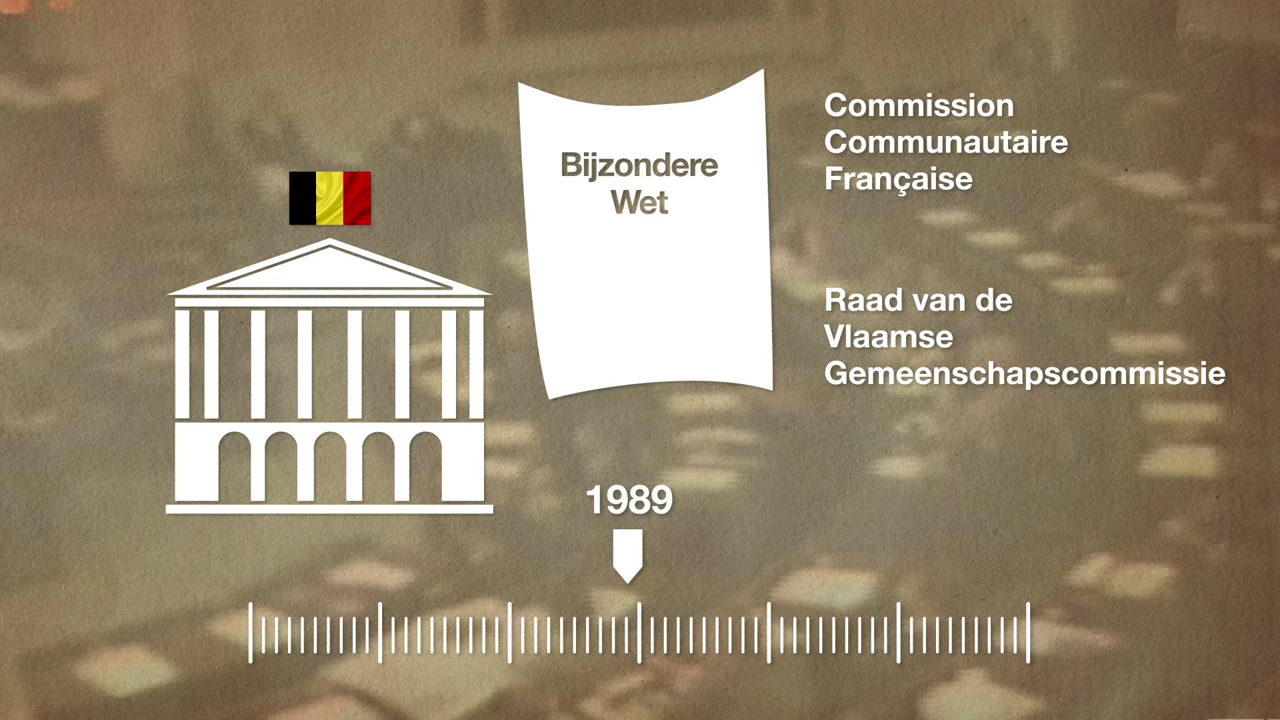 Bijzondere
Wet
Commission
Communautaire
Française
Raad van de
Vlaamse
Gemeenschapscommissie
1989